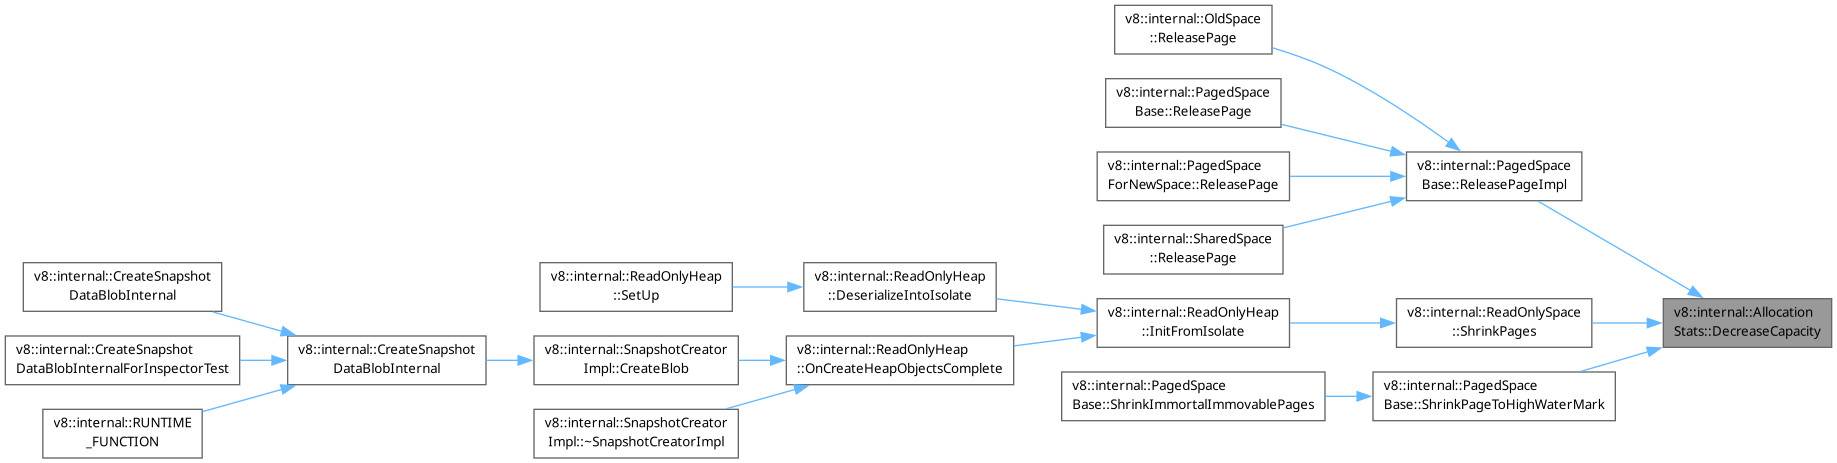 v8::internal::OldSpace
::ReleasePage
v8::internal::PagedSpace
Base::ReleasePage
v8::internal::PagedSpace
ForNewSpace::ReleasePage
v8::internal::SharedSpace
::ReleasePage
v8::internal::PagedSpace
Base::ReleasePageImpl
v8::internal::CreateSnapshot
DataBlobInternal
v8::internal::CreateSnapshot
DataBlobInternalForInspectorTest
v8::internal::RUNTIME
_FUNCTION
v8::internal::CreateSnapshot
DataBlobInternal
v8::internal::ReadOnlyHeap
::SetUp
v8::internal::SnapshotCreator
Impl::CreateBlob
v8::internal::SnapshotCreator
Impl::~SnapshotCreatorImpl
v8::internal::ReadOnlyHeap
::DeserializeIntoIsolate
v8::internal::ReadOnlyHeap
::OnCreateHeapObjectsComplete
v8::internal::ReadOnlyHeap
::InitFromIsolate
v8::internal::PagedSpace
Base::ShrinkImmortalImmovablePages
v8::internal::ReadOnlySpace
::ShrinkPages
v8::internal::PagedSpace
Base::ShrinkPageToHighWaterMark
v8::internal::Allocation
Stats::DecreaseCapacity